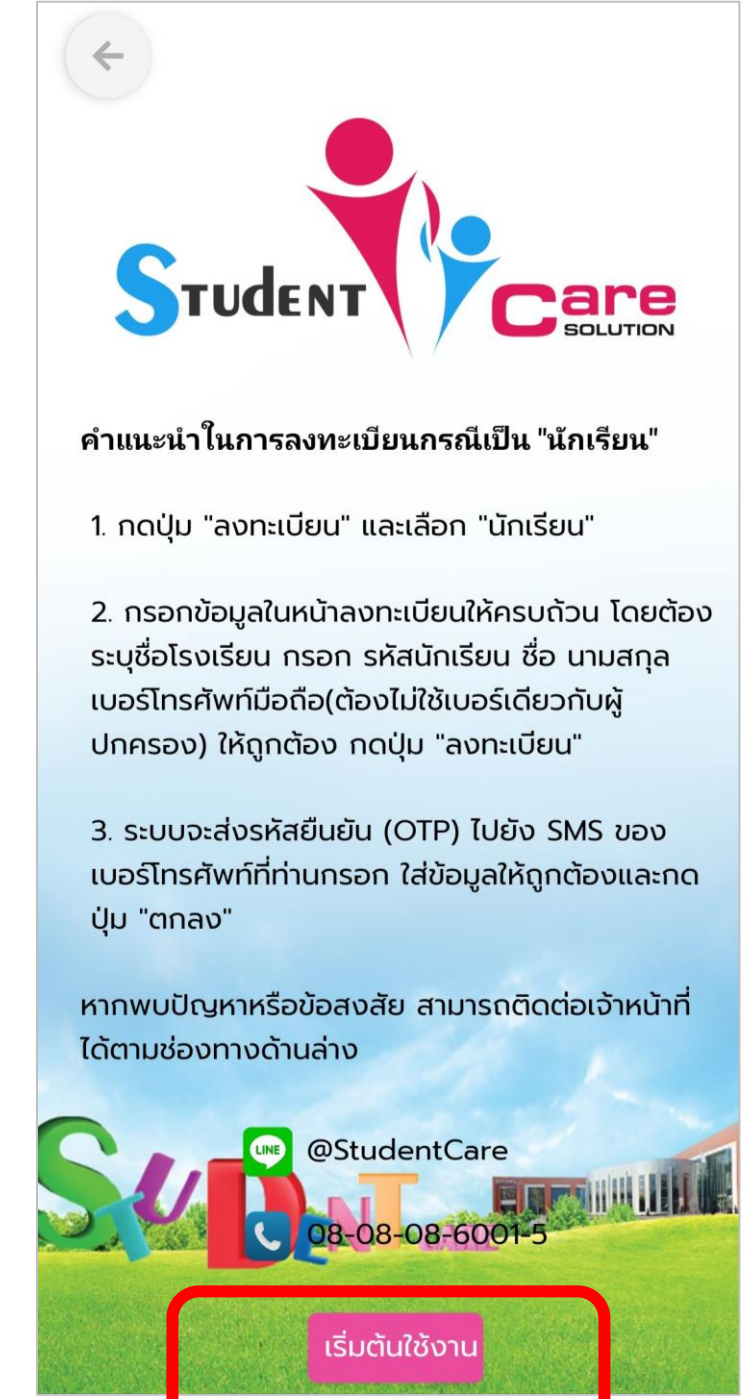 STUDENT Care
SOLUTION
คำแนะนำในการลงทะเบียนกรณีเป็น "นักเรียน"
1. กดปุ่ม "ลงทะเบียน" และเลือก "นักเรียน"
2. กรอกข้อมูลในหน้าลงทะเบียนให้ครบถ้วน โดยต้อง
ระบุชื่อโรงเรียน กรอก รหัสนักเรียน ชื่อ นามสกุล
เบอร์โทรศัพท์มือถือ(ต้องไม่ใช้เบอร์เดียวกับผู้
ปกครอง) ให้ถูกต้อง กดปุ่ม "ลงทะเบียน"
3. ระบบจะส่งรหัสยืนยัน (OTP) ไปยัง SMS ของ
เบอร์โทรศัพท์ที่ท่านกรอก ใส่ข้อมูลให้ถูกต้องและกด
ปุ่ม "ตกลง"
หากพบปัญหาหรือข้อสงสัย สามารถติดต่อเจ้าหน้าที่
ได้ตามช่องทางด้านล่าง
LINE @StudentCare
STUDENT
08-08-08-6001-5
เริ่มต้นใช้งาน